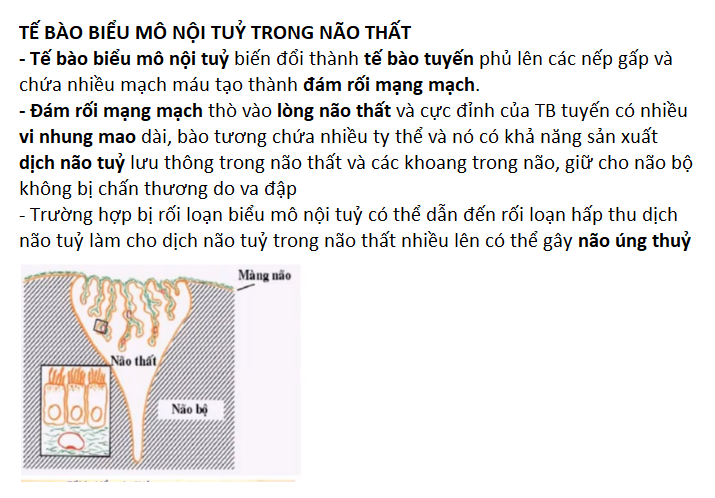 TẾ BÀO BIỂU MÔ NỘI TUỶ TRONG NÃO THẤT
- Tế bào biểu mô nội tuỷ biến đổi thành tế bào tuyến phủ lên các nếp gấp và
chứa nhiều mạch máu tạo thành đám rối mạng mạch.
- Đám rối mạng mạch thò vào lòng não thất và cực đỉnh của TB tuyến có nhiều
vi nhung mao dài, bào tương chứa nhiều ty thể và nó có khả năng sản xuất
dịch não tuỷ lưu thông trong não thất và các khoang trong não, giữ cho não bộ
không bị chấn thương do va đập
- Trường hợp bị rối loạn biểu mô nội tuỷ có thể dẫn đến rối loạn hấp thu dịch
não tuỷ làm cho dịch não tuỷ trong não thất nhiều lên có thể gây não úng thuỷ
Màng não
Não thất
Não bộ